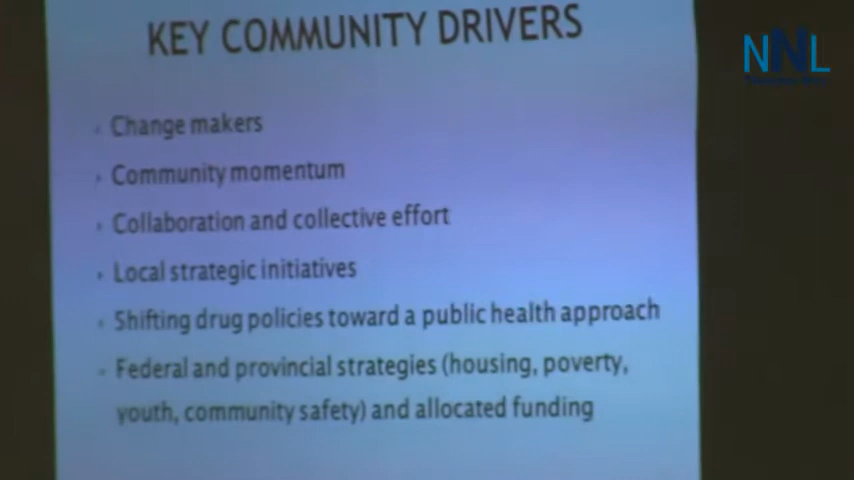 KEY COMMUNITY DRIVERS
NNL
Change makers
Community momentum
Collaboration and collective effort
Local strategic initiatives
Shifting drug policies toward a public health approach
Federal and provincial strategies (housing, poverty,
youth, community safety) and allocated funding